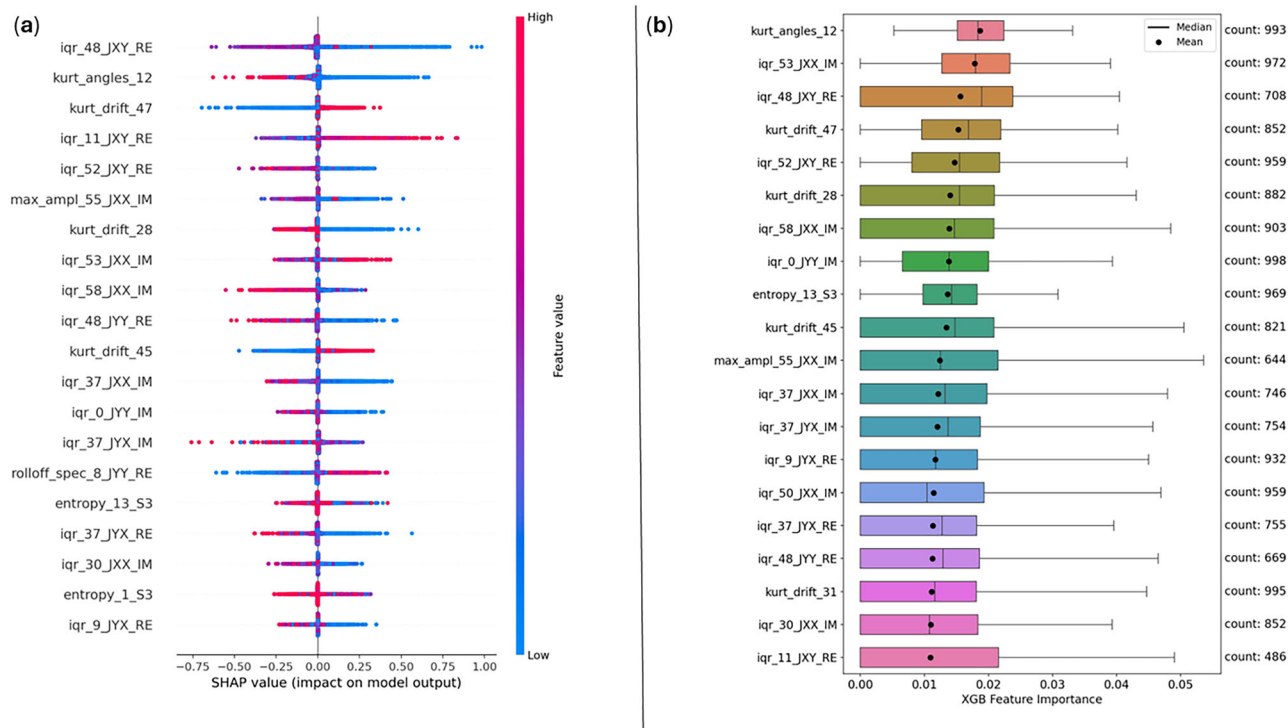 (a)
iqr_48_JXY_RE
kurt_angles_12
kurt_drift_47
iqr_11_JXY_RE
iqr_52_JXY_RE
max_ampl_55_JXX_IM
kurt_drift_28
iqr_53_JXX_IM
iqr_58_JXX_IM
iqr_48_JYY_RE
kurt_drift_45
iqr_37_JXX_IM
iqr_0_JYY_IM
iqr_37_JYX_IM
rolloff_spec_8_JYY_RE
entropy_13_S3
iqr_37_JYX_RE
iqr_30_JXX_IM
entropy_1_S3
iqr_9_JYX_RE
−0.75 −0.50 −0.25 0.00 0.25 0.50 0.75 1.00
SHAP value (impact on model output)
High
Feature value
Low
(b)
Median
Mean
kurt_angles_12 count: 993
iqr_53_JXX_IM count: 972
iqr_48_JXY_RE count: 708
kurt_drift_47 count: 852
iqr_52_JXY_RE count: 959
kurt_drift_28 count: 882
iqr_58_JXX_IM count: 903
iqr_0_JYY_IM count: 998
entropy_13_S3 count: 969
kurt_drift_45 count: 821
max_ampl_55_JXX_IM count: 644
iqr_37_JXX_IM count: 746
iqr_37_JYX_IM count: 754
iqr_9_JYX_RE count: 932
iqr_50_JXX_IM count: 959
iqr_37_JYX_RE count: 755
iqr_48_JYY_RE count: 669
kurt_drift_31 count: 995
iqr_30_JXX_IM count: 852
iqr_11_JXY_RE count: 486
0.00 0.01 0.02 0.03 0.04 0.05
XGB Feature Importance